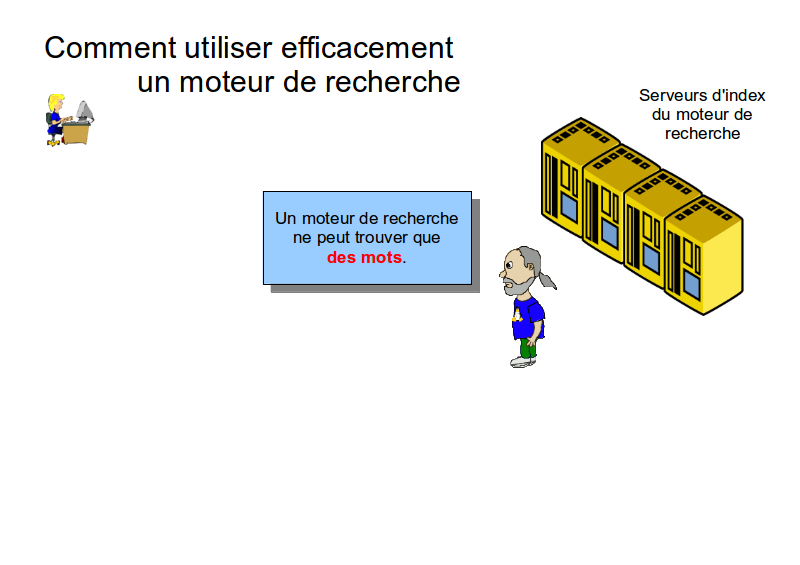 Comment utiliser efficacement
un moteur de recherche
Serveurs d'index
du moteur de
recherche
Un moteur de recherche
ne peut trouver que
des mots.